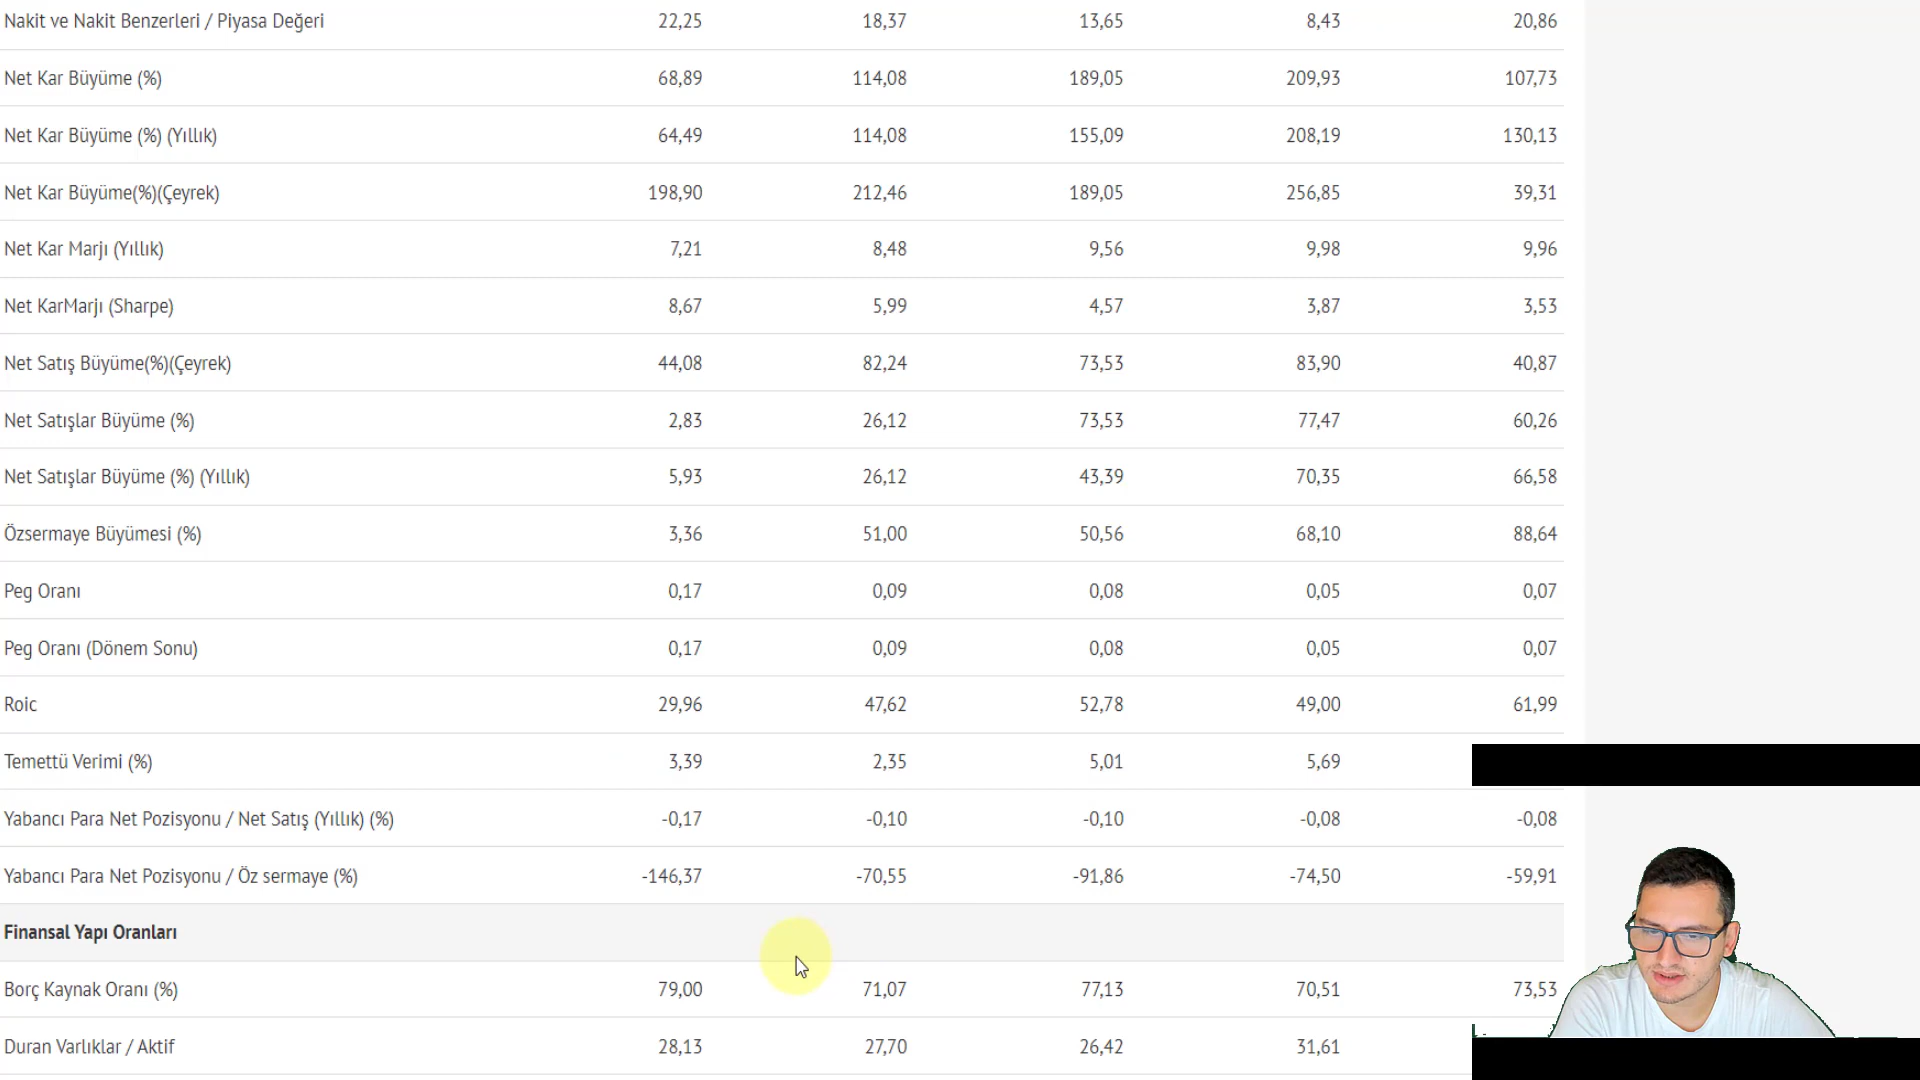 Nakit ve Nakit Benzerleri / Piyasa Değeri 22,25 18,37 13,65 8,43 20,86
Net Kar Büyüme (%) 68,89 114,08 189,05 209,93 107,73
Net Kar Büyüme (%) (Yıllık) 64,49 114,08 155,09 208,19 130,13
Net Kar Büyüme(%)(Çeyrek) 198,90 212,46 189,05 256,85 39,31
Net Kar Marjı (Yıllık) 7,21 8,48 9,56 9,98 9,96
Net KarMarjı (Sharpe) 8,67 5,99 4,57 3,87 3,53
Net Satış Büyüme(%)(Çeyrek) 44,08 82,24 73,53 83,90 40,87
Net Satışlar Büyüme (%) 2,83 26,12 73,53 77,47 60,26
Net Satışlar Büyüme (%) (Yıllık) 5,93 26,12 43,39 70,35 66,58
Özsermaye Büyümesi (%) 3,36 51,00 50,56 68,10 88,64
Peg Oranı 0,17 0,09 0,08 0,05 0,07
Peg Oranı (Dönem Sonu) 0,17 0,09 0,08 0,05 0,07
Roic 29,96 47,62 52,78 49,00 61,99
Temettü Verimi (%) 3,39 2,35 5,01 5,69
Yabancı Para Net Pozisyonu / Net Satış (Yıllık) (%) -0,17 -0,10 -0,10 -0,08 -0,08
Yabancı Para Net Pozisyonu / Öz sermaye (%) -146,37 -70,55 -91,86 -74,50 -59,91
Finansal Yapı Oranları
Borç Kaynak Oranı (%) 79,00 71,07 77,13 70,51 73,53
Duran Varlıklar / Aktif 28,13 27,70 26,42 31,61